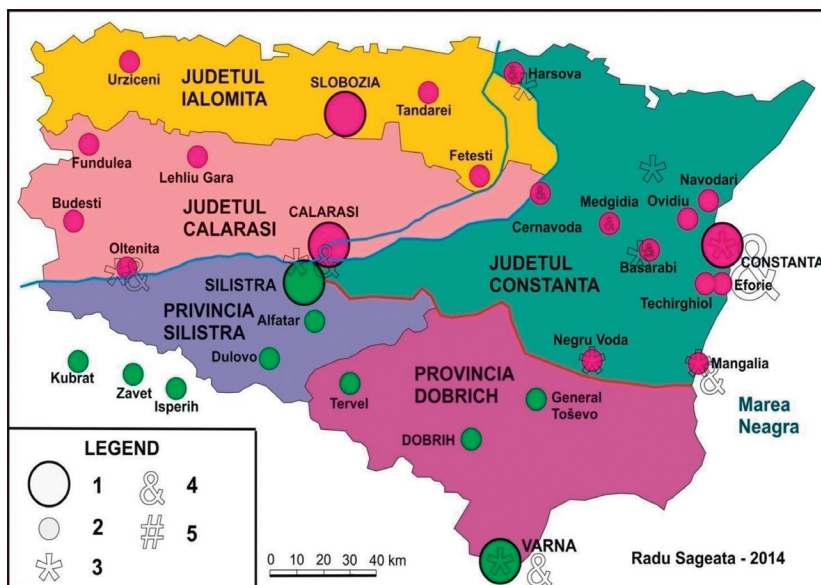 Urziceni
JUDETUL
IALOMITA
SLOBOZIA
Tandarei
Harsova
&
Fundulea
Lehliu Gara
Fetesti
Budesti
JUDETUL
CALARASI
CALARASI
&
Cernavoda
Medgidia
&
Ovidiu
Navodari
Oltenita
&
SILISTRA
&
Basarabi
&
CONSTANTA
&
JUDETUL
CONSTANTA
Techirghiol
Eforie
PRIVINCIA
SILISTRA
Alfatar
Dulovo
Negru Voda
Mangalia
&
Kubrat
Zavet
Isperih
Tervel
PROVINCIA
DOBRICH
General
Toševo
DOBRIH
Marea
Neagra
LEGEND
1
& 4
2
# 5
* 3
0 10 20 30 40 km
VARNA
&
Radu Sageata - 2014